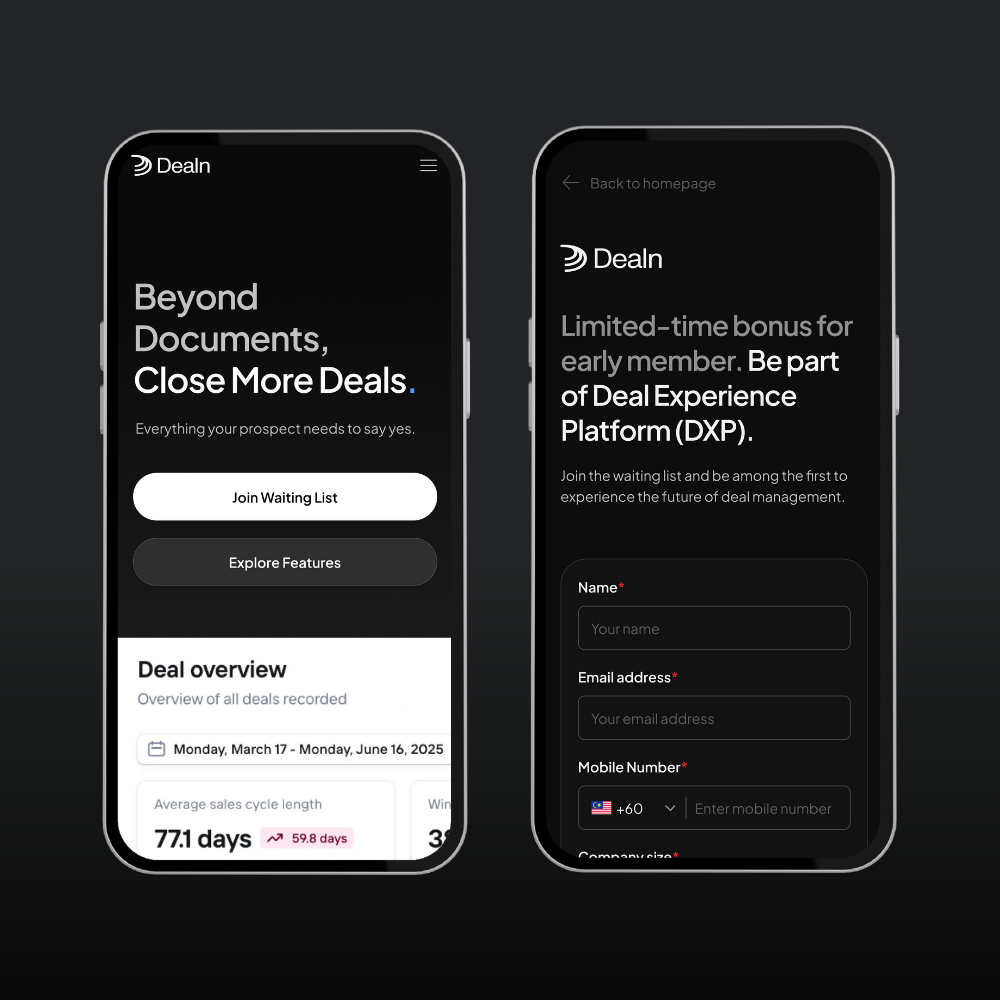 Dealn
Beyond
Documents,
Close More Deals.
Everything your prospect needs to say yes.
Join Waiting List
Explore Features
Deal overview
Overview of all deals recorded
Monday, March 17 - Monday, June 16, 2025
Average sales cycle length
77.1 days
59.8 days
Back to homepage
Dealn
Limited-time bonus for
early member. Be part
of Deal Experience
Platform (DXP).
Join the waiting list and be among the first to
experience the future of deal management.
Name*
Your name
Email address*
Your email address
Mobile Number*
+60
Enter mobile number
Company size*